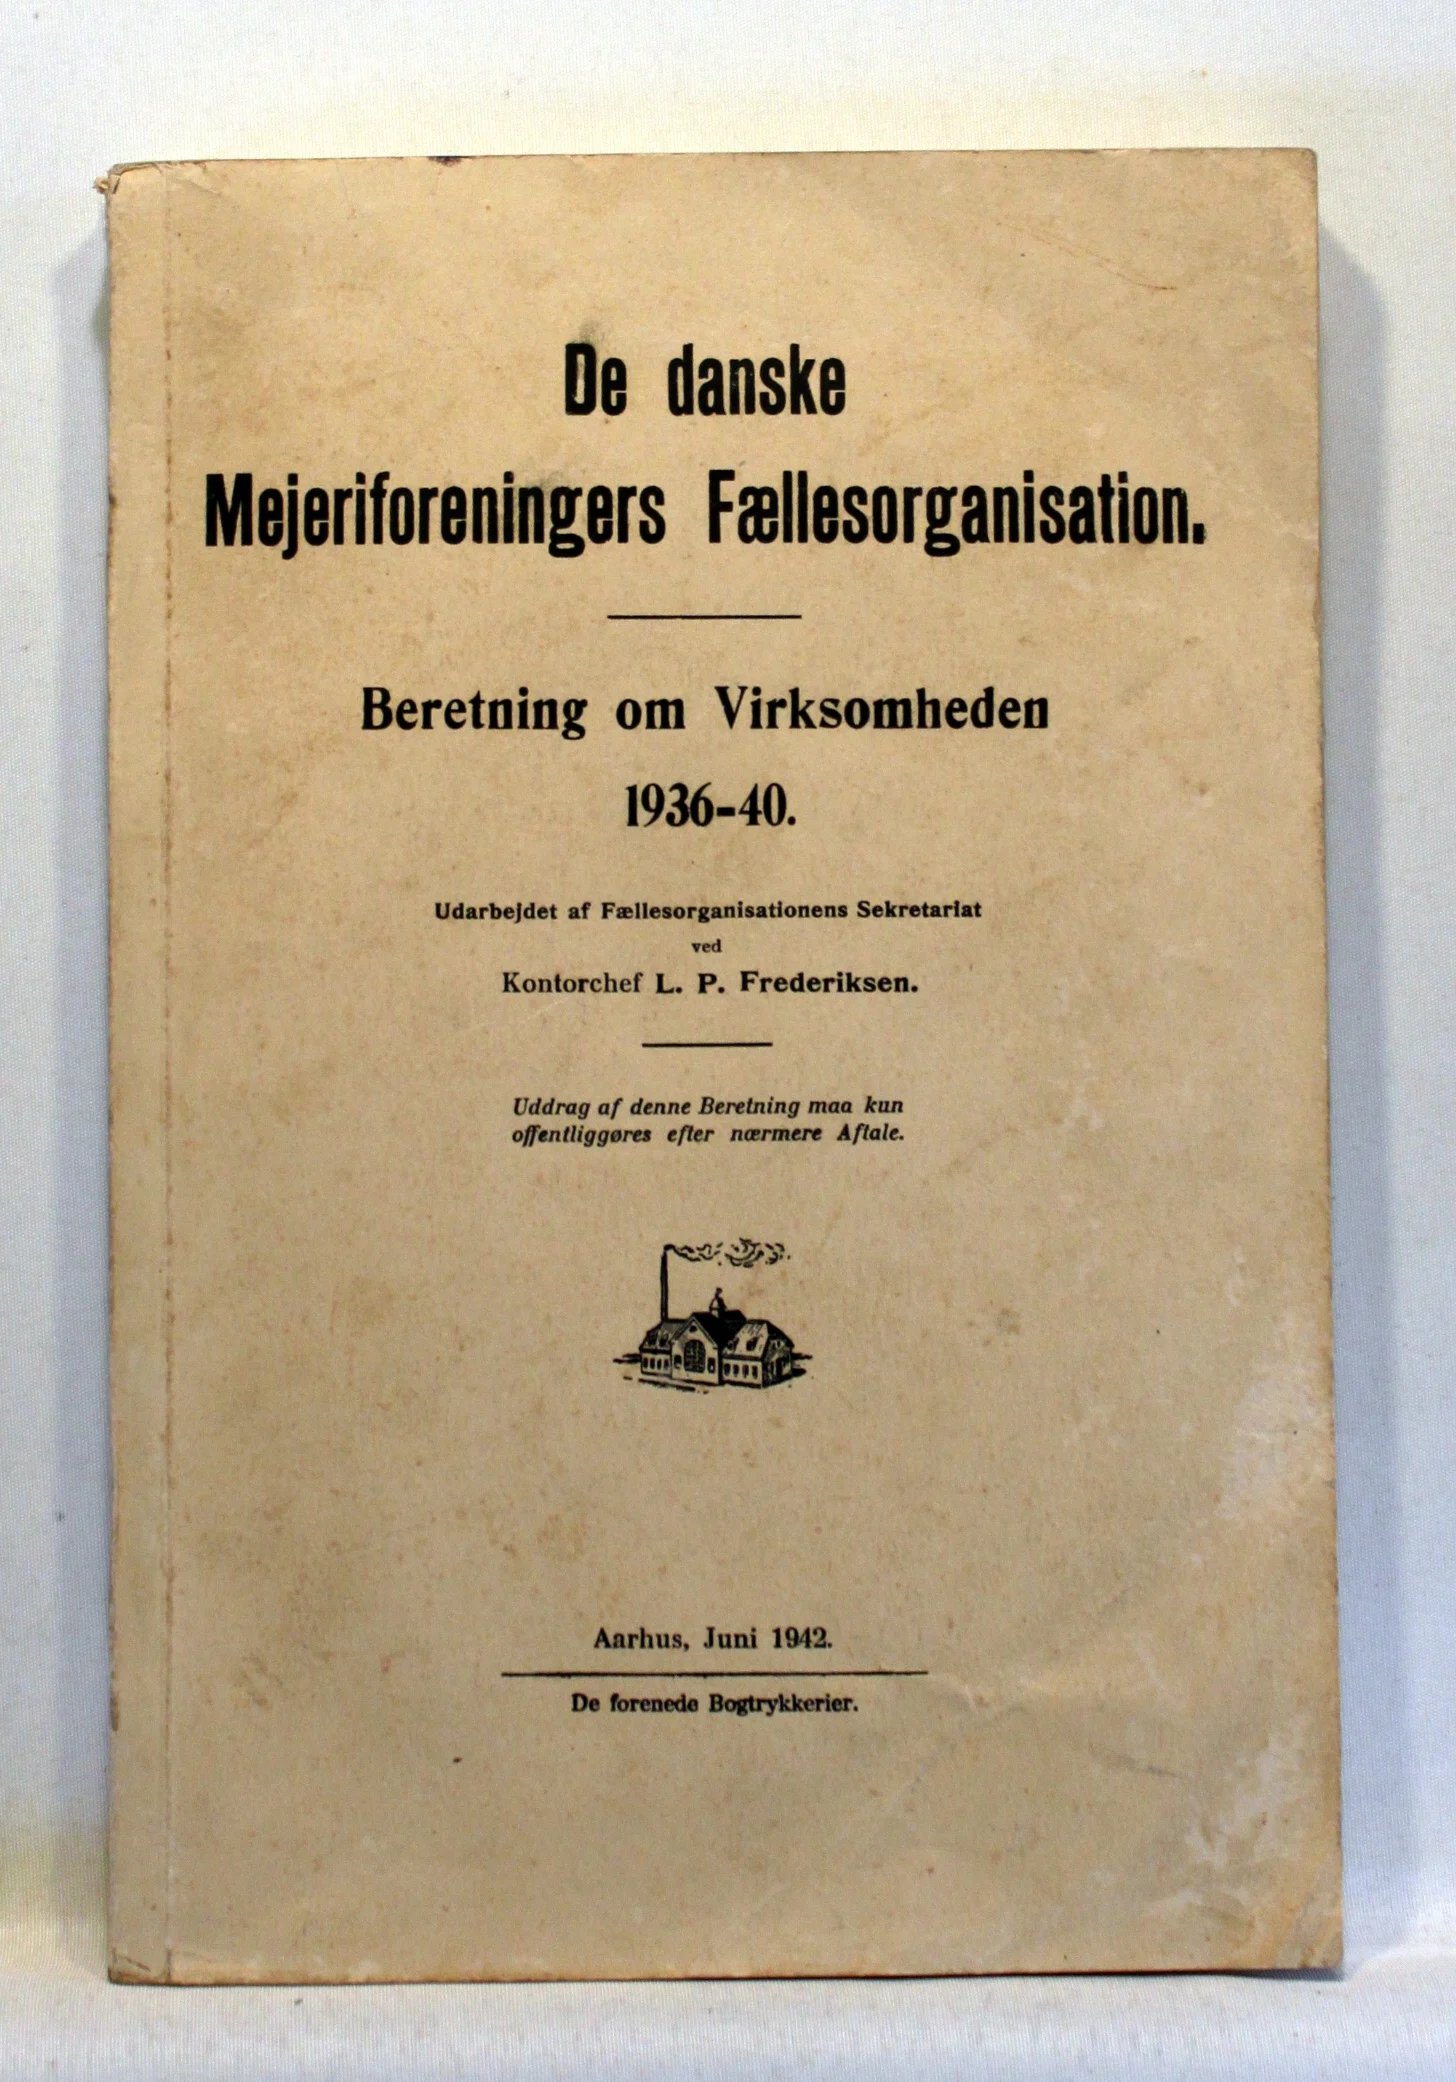 De danske
Mejeriforeningers Fællesorganisation.
Beretning om Virksomheden
1936-40.
Udarbejdet af Fællesorganisationens Sekretariat
ved
Kontorchef L. P. Frederiksen.
Uddrag af denne Beretning maa kun
offentliggøres efter nærmere Aftale.
Aarhus, Juni 1942.
De forenede Bogtrykkerier.